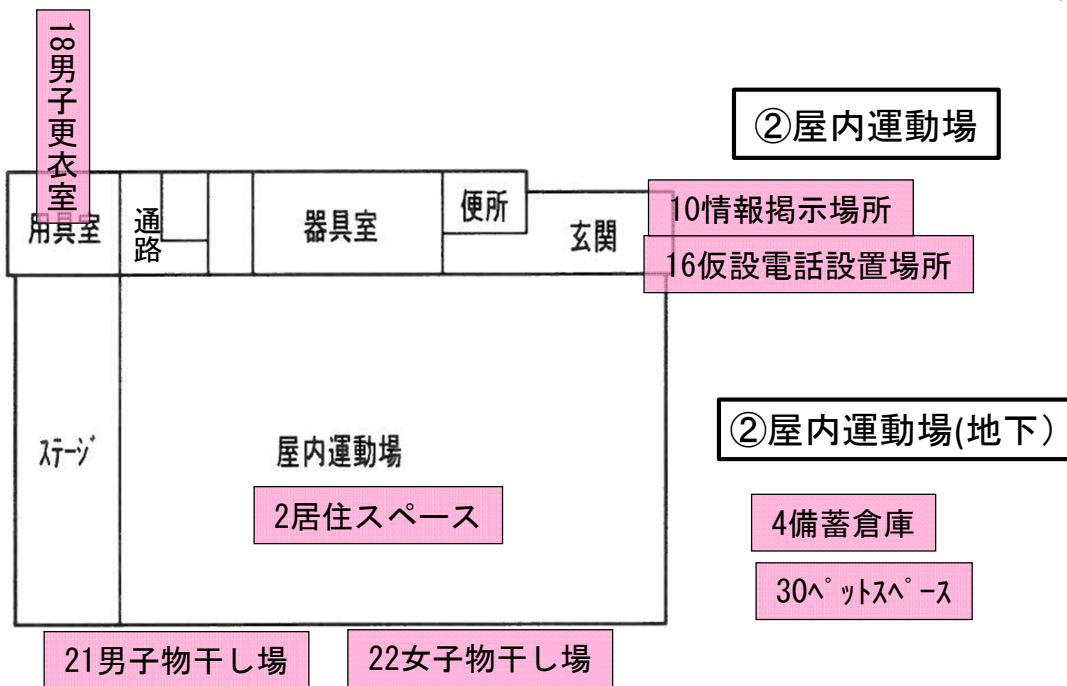 18男子更衣室
②屋内運動場
用具室
通路
器具室
便所
玄関
10情報掲示場所
16仮設電話設置場所
ｽﾃｰｼﾞ
屋内運動場
2居住スペース
②屋内運動場(地下）
4備蓄倉庫
30ﾍﾟｯﾄｽﾍﾟｰｽ
21男子物干し場
22女子物干し場